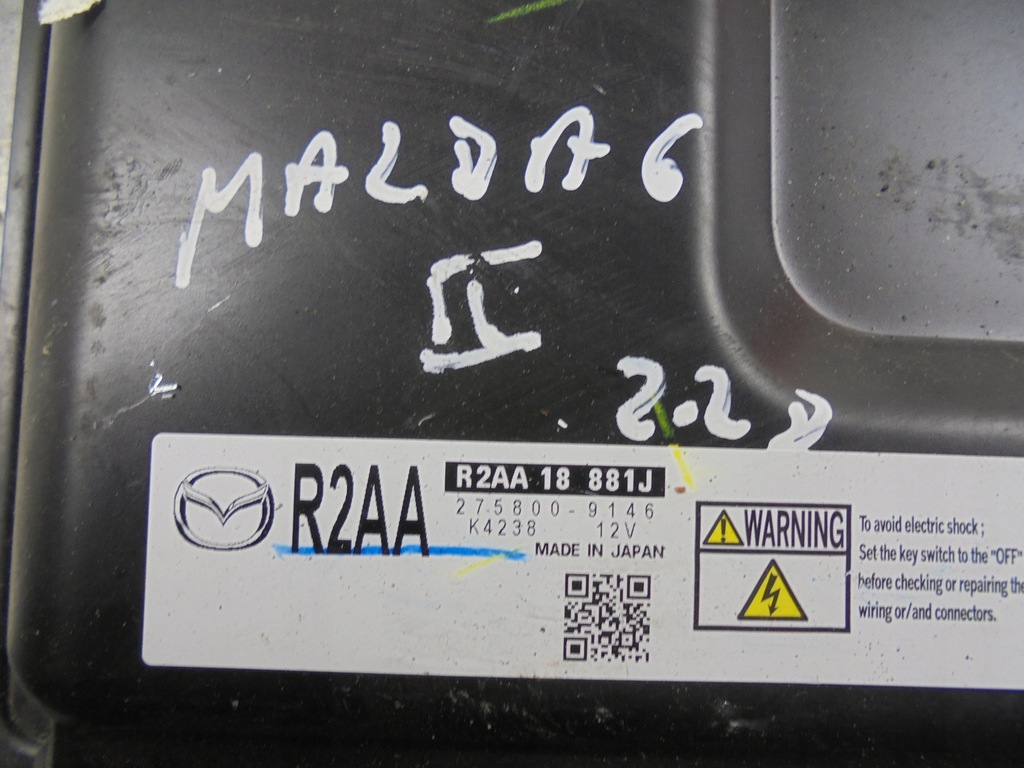 MAZDA 6
II
2.2 D
R2AA
R2AA 18 881J
275800-9146
K4238 12V
MADE IN JAPAN
WARNING
To avoid electric shock;
Set the key switch to the "OFF"
before checking or repairing the
wiring or/and connectors.